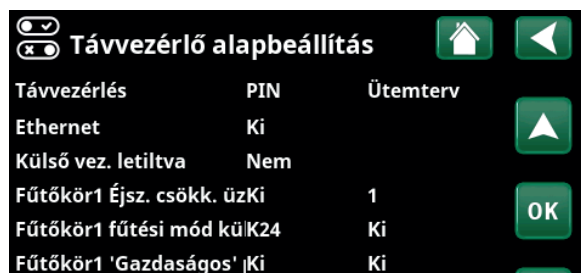 Távvezérlő alapbeállítás
Távvezérlés PIN Ütemterv
Ethernet Ki
Külső vez. letiltva Nem
Fűtőkör1 Éjsz. csökk. üzKi 1
OK
Fűtőkör1 fűtési mód külK24 Ki
Fűtőkör1 'Gazdaságos' Ki Ki